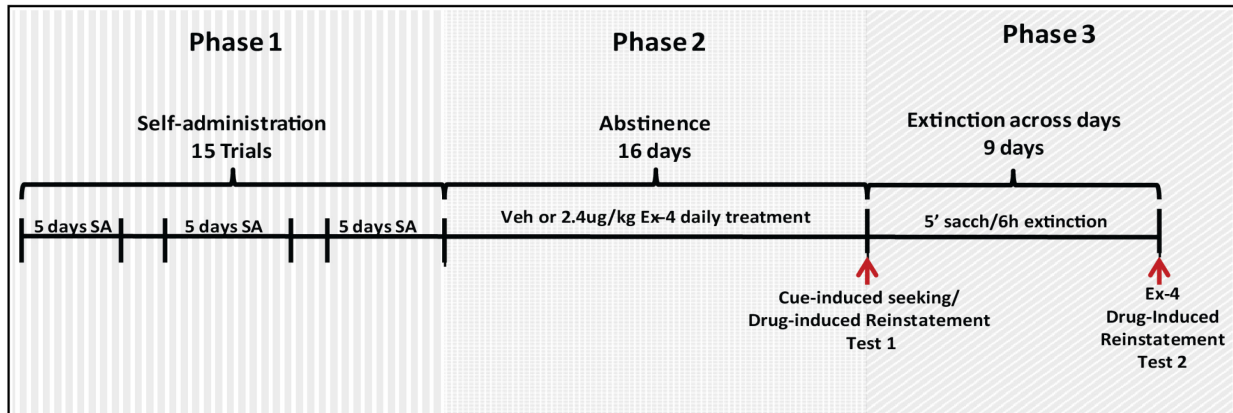 Phase 1
Phase 2
Phase 3
Self-administration
15 Trials
Abstinence
16 days
Extinction across days
9 days
5 days SA
5 days SA
5 days SA
Veh or 2.4ug/kg Ex-4 daily treatment
5' sacch/6h extinction
Cue-induced seeking/
Drug-induced Reinstatement
Test 1
Ex-4
Drug-Induced
Reinstatement
Test 2